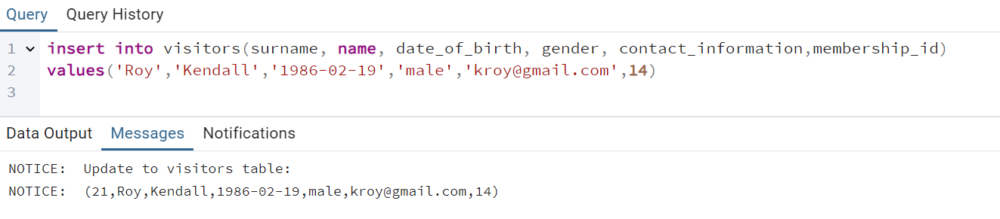 Query Query History
1 insert into visitors(surname, name, date_of_birth, gender, contact_information,membership_id)
2 values('Roy','Kendall','1986-02-19','male','kroy@gmail.com',14)
3
Data Output Messages Notifications
NOTICE:  Update to visitors table:
NOTICE:  (21,Roy,Kendall,1986-02-19,male,kroy@gmail.com,14)